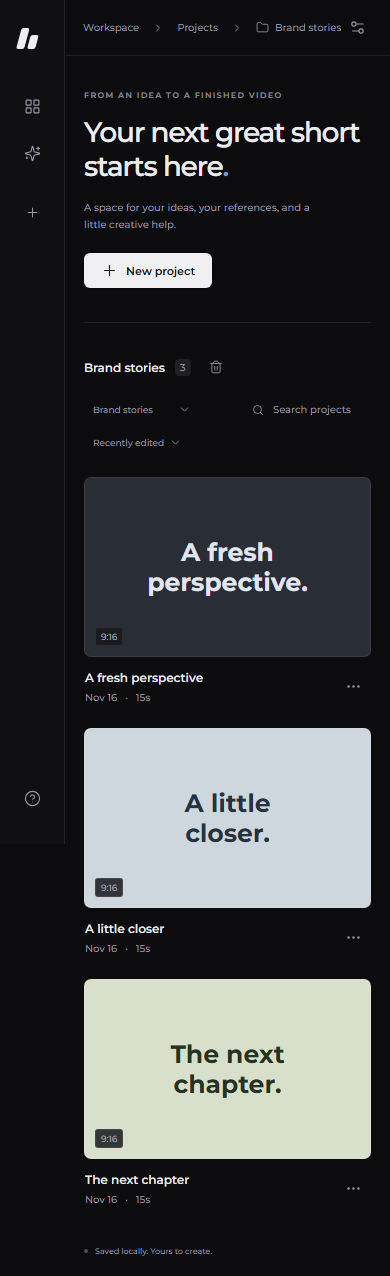 Workspace > Projects > Brand stories
FROM AN IDEA TO A FINISHED VIDEO
Your next great short
starts here.
A space for your ideas, your references, and a
little creative help.
New project
Brand stories 3
Brand stories
Search projects
Recently edited
A fresh
perspective.
9:16
A fresh perspective
Nov 16 · 15s
A little
closer.
9:16
A little closer
Nov 16 · 15s
The next
chapter.
9:16
The next chapter
Nov 16 · 15s
Saved locally. Yours to create.